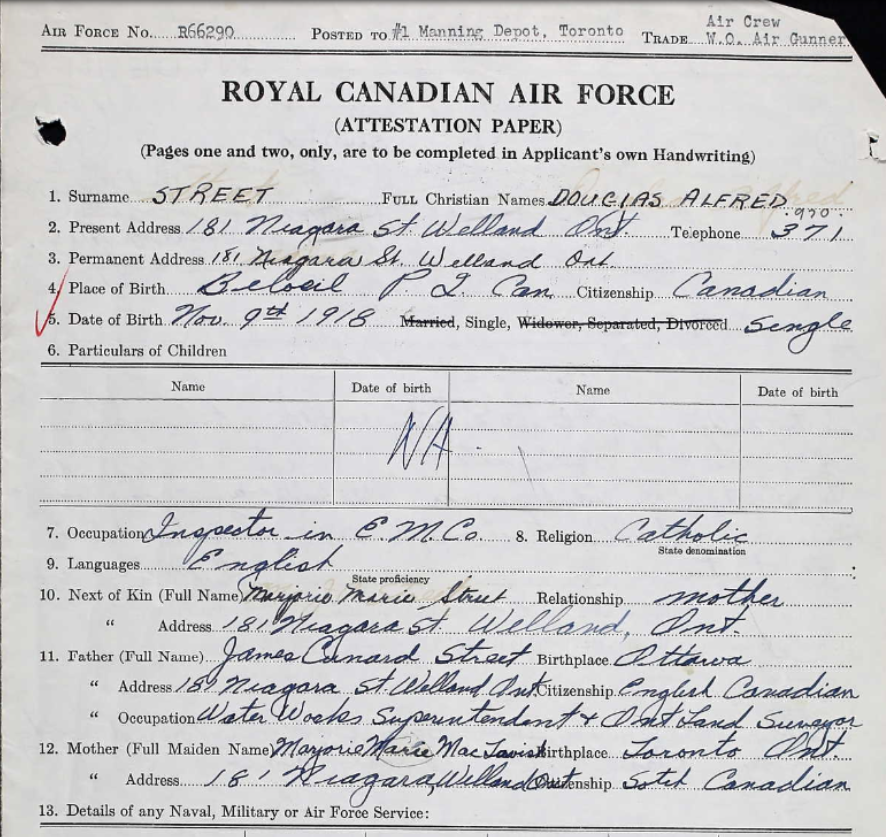 AIR FORCE No. R66290 POSTED TO #1 Manning Depot, Toronto TRADE Air Crew W.O. Air Gunner
ROYAL CANADIAN AIR FORCE
(ATTESTATION PAPER)
(Pages one and two, only, are to be completed in Applicant's own Handwriting)
1. Surname STREET FULL Christian Names DOUGLAS ALFRED
2. Present Address 181 Niagara St. Welland Ont Telephone 371
3. Permanent Address 181 Niagara St. Welland Ont.
4. Place of Birth Beloeil P Q. Can Citizenship Canadian
5. Date of Birth Nov. 9th 1918 Married, Single, Widower, Separated, Divorced Single
6. Particulars of Children
Name Date of birth Name Date of birth
NA
7. Occupation Inspector in E.M.Co. 8. Religion Catholic
State denomination
9. Languages English
State proficiency
10. Next of Kin (Full Name) Marjorie Marie Street Relationship mother
" Address 181 Niagara St. Welland, Ont.
11. Father (Full Name) James Cunard Street Birthplace Ottawa
" Address 181 Niagara St. Welland Ont. Citizenship English Canadian
" Occupation Water Works Superintendent & Ont Land Surveyor
12. Mother (Full Maiden Name) Marjorie Marie MacTavish Birthplace Toronto Ont.
" Address 181 Niagara, Welland Ont Citizenship Scotch Canadian
13. Details of any Naval, Military or Air Force Service: